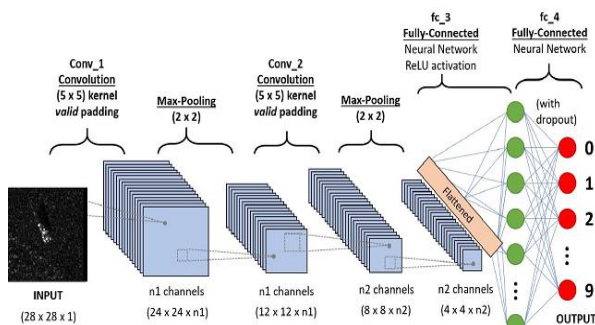 fc_3
Fully-Connected
Neural Network
ReLU activation
fc_4
Fully-Connected
Neural Network
Conv_1
Convolution
(5 x 5) kernel
valid padding
Max-Pooling
(2 x 2)
Conv_2
Convolution
(5 x 5) kernel
valid padding
Max-Pooling
(2 x 2)
(with
dropout)
Flattened
0
1
2
9
INPUT
(28 x 28 x 1)
n1 channels
(24 x 24 x n1)
n1 channels
(12 x 12 x n1)
n2 channels
(8 x 8 x n2)
n2 channels
(4 x 4 x n2)
OUTPUT